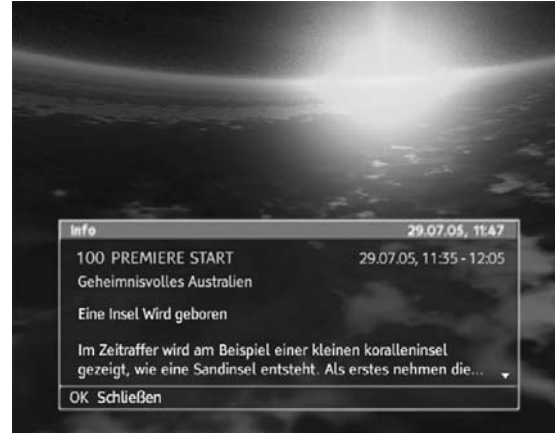 Info 29.07.05, 11:47
100 PREMIERE START 29.07.05, 11:35 - 12:05
Geheimnisvolles Australien
Eine Insel Wird geboren
Im Zeitraffer wird am Beispiel einer kleinen koralleninsel
gezeigt, wie eine Sandinsel entsteht. Als erstes nehmen die...
OK Schließen